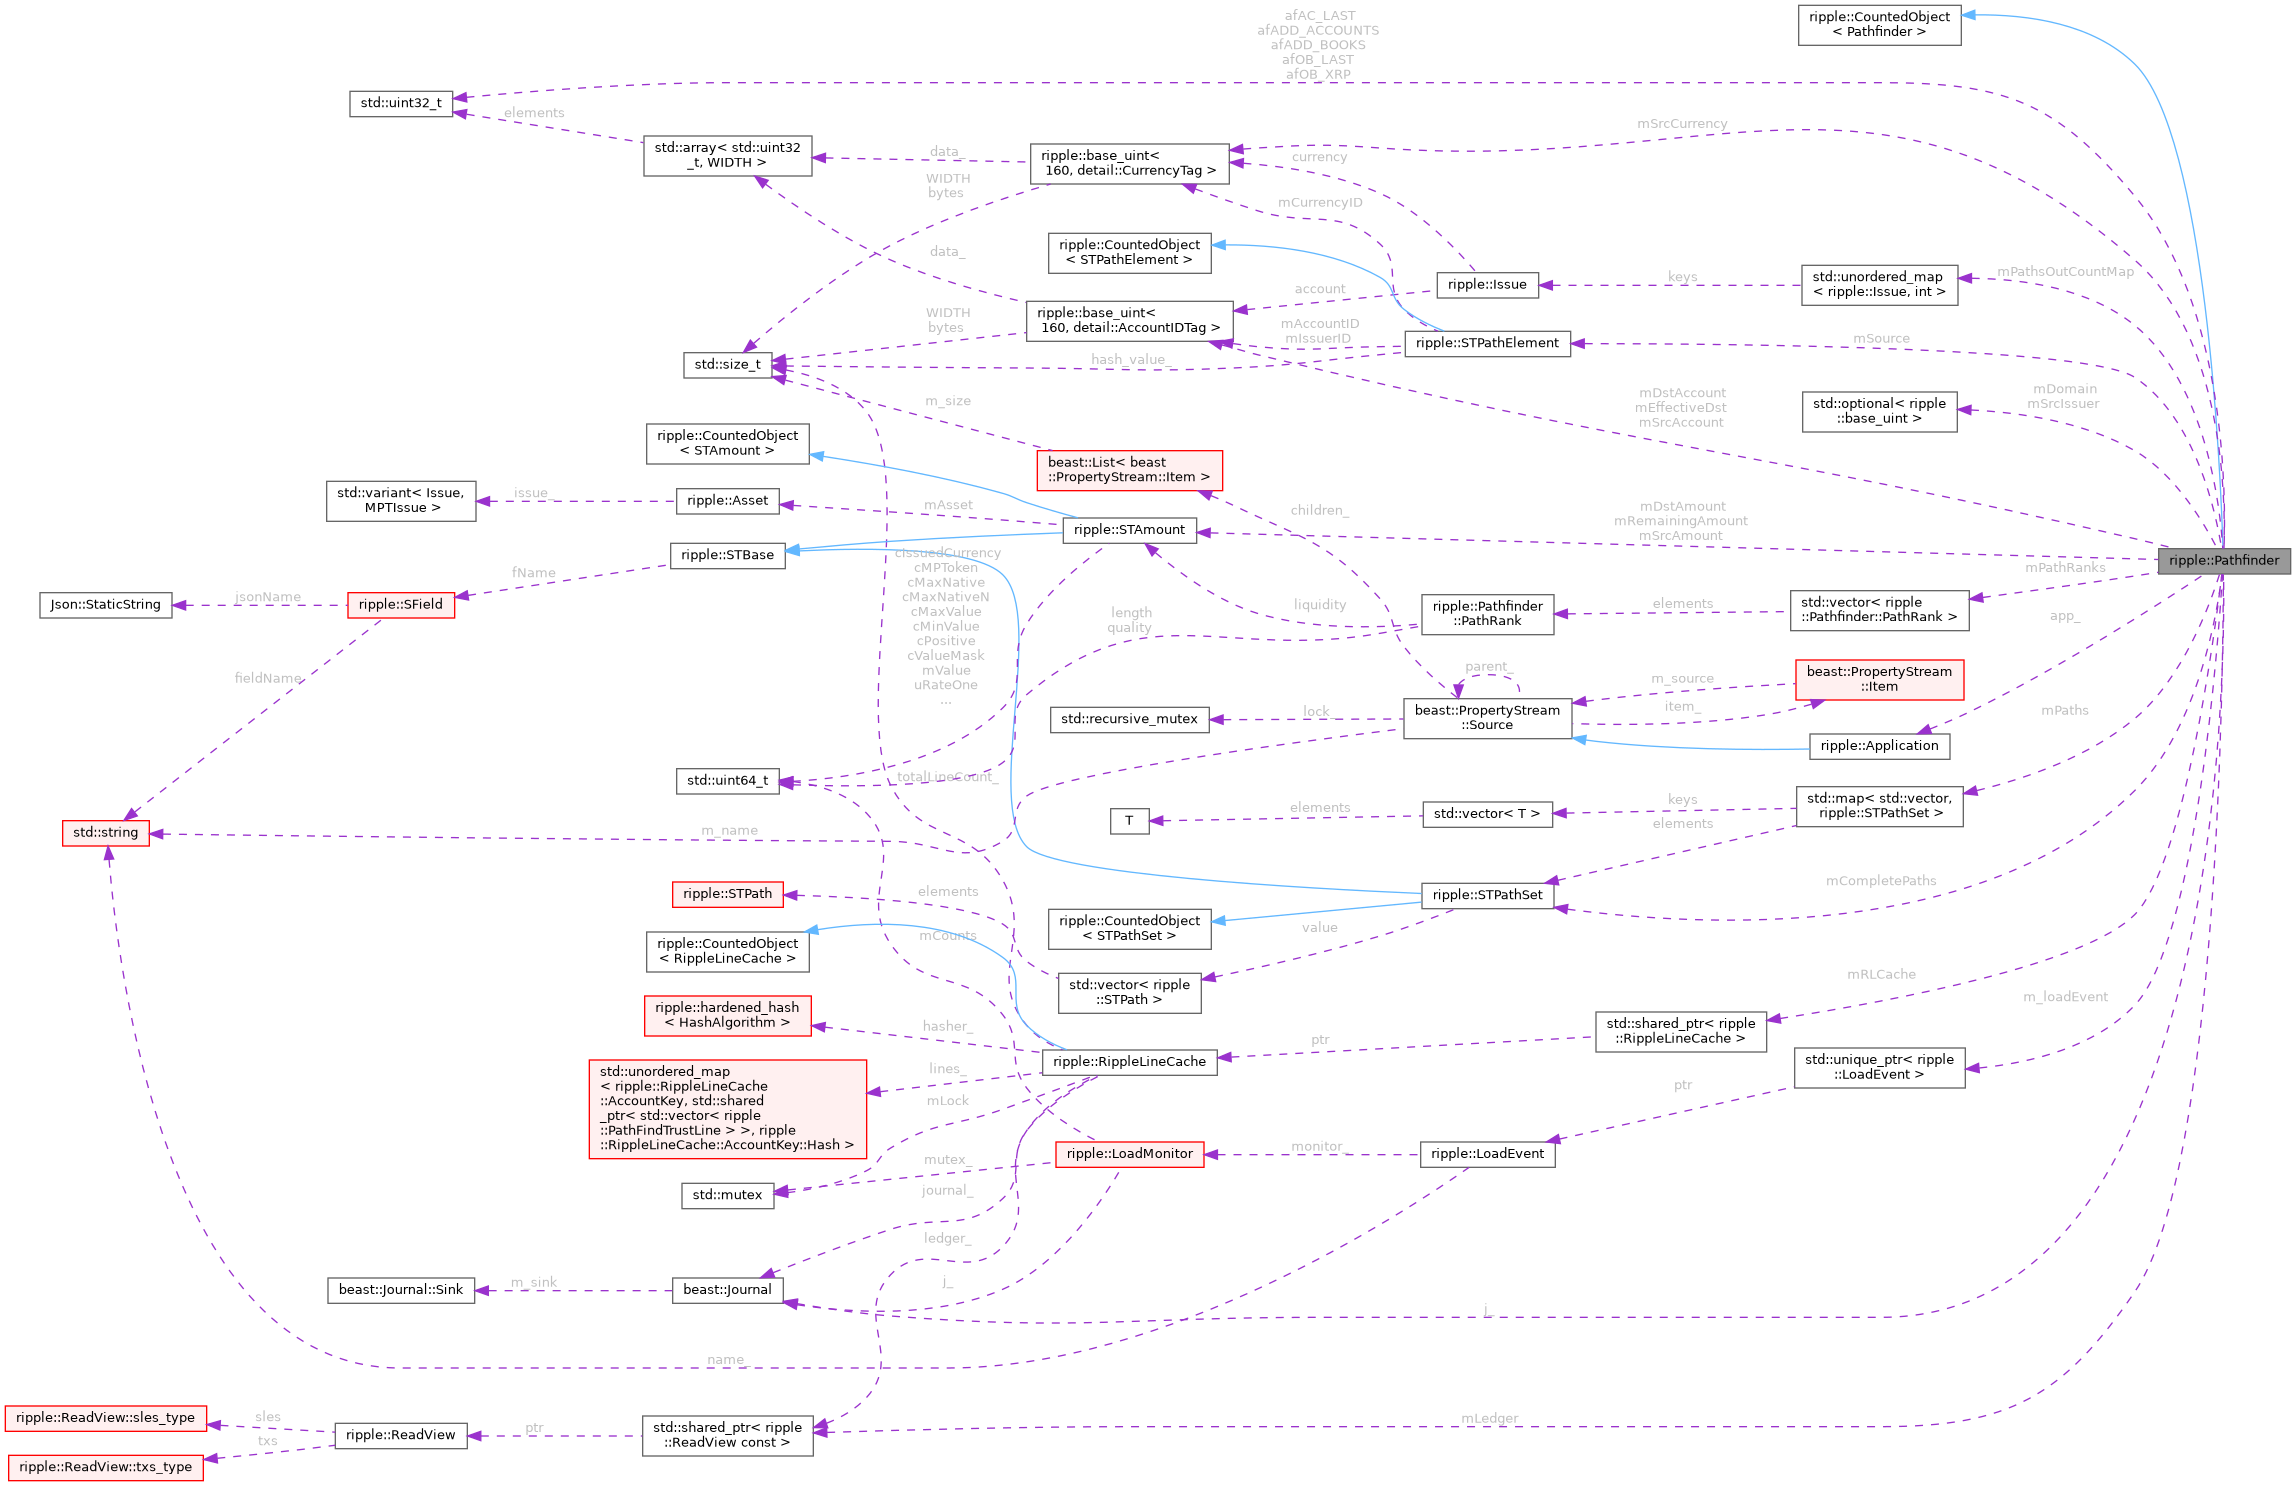 afAC_LAST
afADD_ACCOUNTS
afADD_BOOKS
afOB_LAST
afOB_XRP
ripple::CountedObject
< Pathfinder >
std::uint32_t
elements
std::array< std::uint32
_t, WIDTH >
data_
WIDTH
bytes
ripple::base_uint<
160, detail::CurrencyTag >
mSrcCurrency
currency
mCurrencyID
ripple::CountedObject
< STPathElement >
data_
ripple::Issue
keys
std::unordered_map
< ripple::Issue, int >
mPathsOutCountMap
account
WIDTH
bytes
ripple::base_uint<
160, detail::AccountIDTag >
mAccountID
mIssuerID
ripple::STPathElement
mSource
std::size_t
hash_value_
m_size
mDstAccount
mEffectiveDst
mSrcAccount
std::optional< ripple
::base_uint >
mDomain
mSrcIssuer
ripple::CountedObject
< STAmount >
beast::List< beast
::PropertyStream::Item >
std::variant< Issue,
MPTIssue >
issue_
ripple::Asset
mAsset
children_
ripple::STAmount
mDstAmount
mRemainingAmount
mSrcAmount
ripple::STBase
cIssuedCurrency
cMPToken
cMaxNative
cMaxNativeN
cMaxValue
cMinValue
cPositive
cValueMask
mValue
uRateOne
...
ripple::Pathfinder
fName
mPathRanks
Json::StaticString
jsonName
ripple::SField
length
quality
liquidity
ripple::Pathfinder
::PathRank
elements
std::vector< ripple
::Pathfinder::PathRank >
app_
fieldName
parent_
m_source
item_
beast::PropertyStream
::Item
std::recursive_mutex
lock_
beast::PropertyStream
::Source
ripple::Application
mPaths
std::uint64_t
totalLineCount_
T
elements
std::vector< T >
keys
elements
std::map< std::vector,
ripple::STPathSet >
std::string
m_name
ripple::STPath
elements
ripple::STPathSet
mCompletePaths
ripple::CountedObject
< STPathSet >
value
ripple::CountedObject
< RippleLineCache >
mCounts
std::vector< ripple
::STPath >
mRLCache
m_loadEvent
ripple::hardened_hash
< HashAlgorithm >
hasher_
ripple::RippleLineCache
ptr
std::shared_ptr< ripple
::RippleLineCache >
std::unordered_map
< ripple::RippleLineCache
::AccountKey, std::shared
_ptr< std::vector< ripple
::PathFindTrustLine > >, ripple
::RippleLineCache::AccountKey::Hash >
lines_
mLock
ptr
std::unique_ptr< ripple
::LoadEvent >
mutex_
ripple::LoadMonitor
monitor_
ripple::LoadEvent
std::mutex
journal_
ledger_
beast::Journal::Sink
m_sink
beast::Journal
j_
j_
name_
ripple::ReadView::sles_type
sles
txs
ripple::ReadView::txs_type
ripple::ReadView
ptr
std::shared_ptr< ripple
::ReadView const >
mLedger